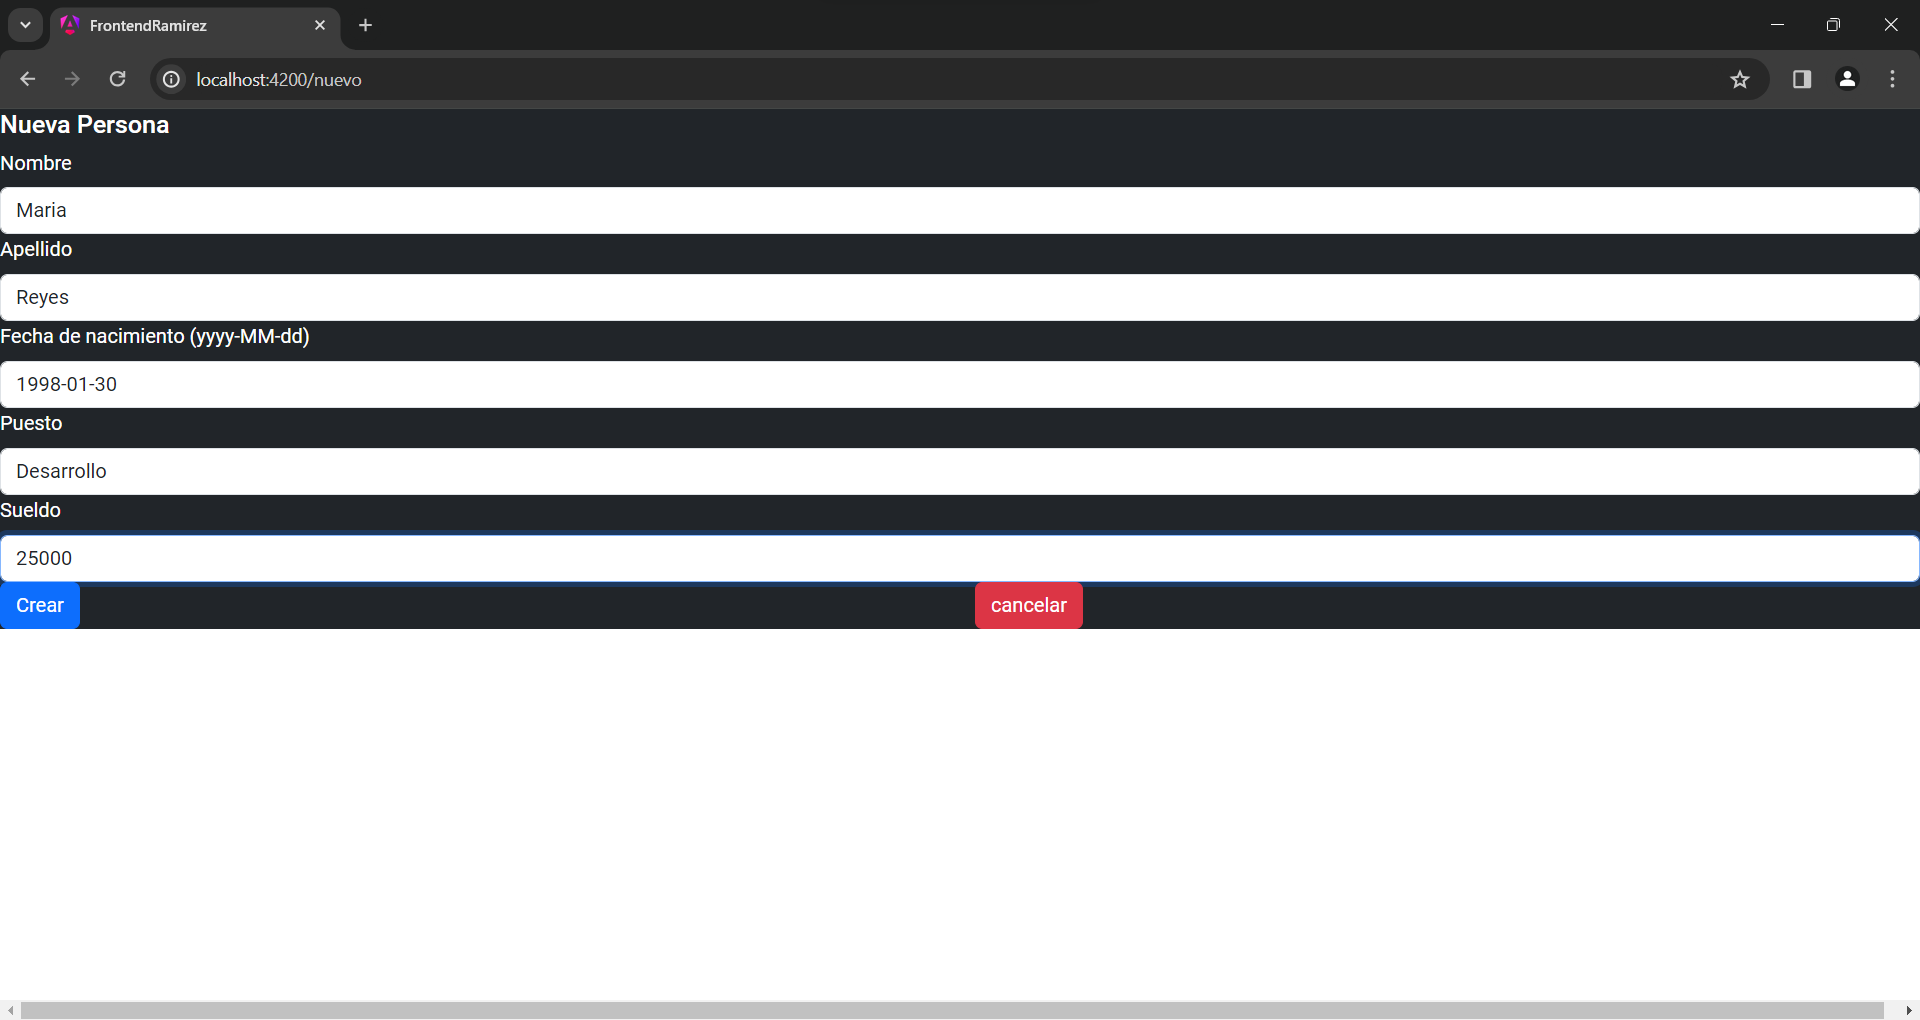 FrontendRamirez
localhost:4200/nuevo
Nueva Persona
Nombre
Maria
Apellido
Reyes
Fecha de nacimiento (yyyy-MM-dd)
1998-01-30
Puesto
Desarrollo
Sueldo
25000
Crear cancelar